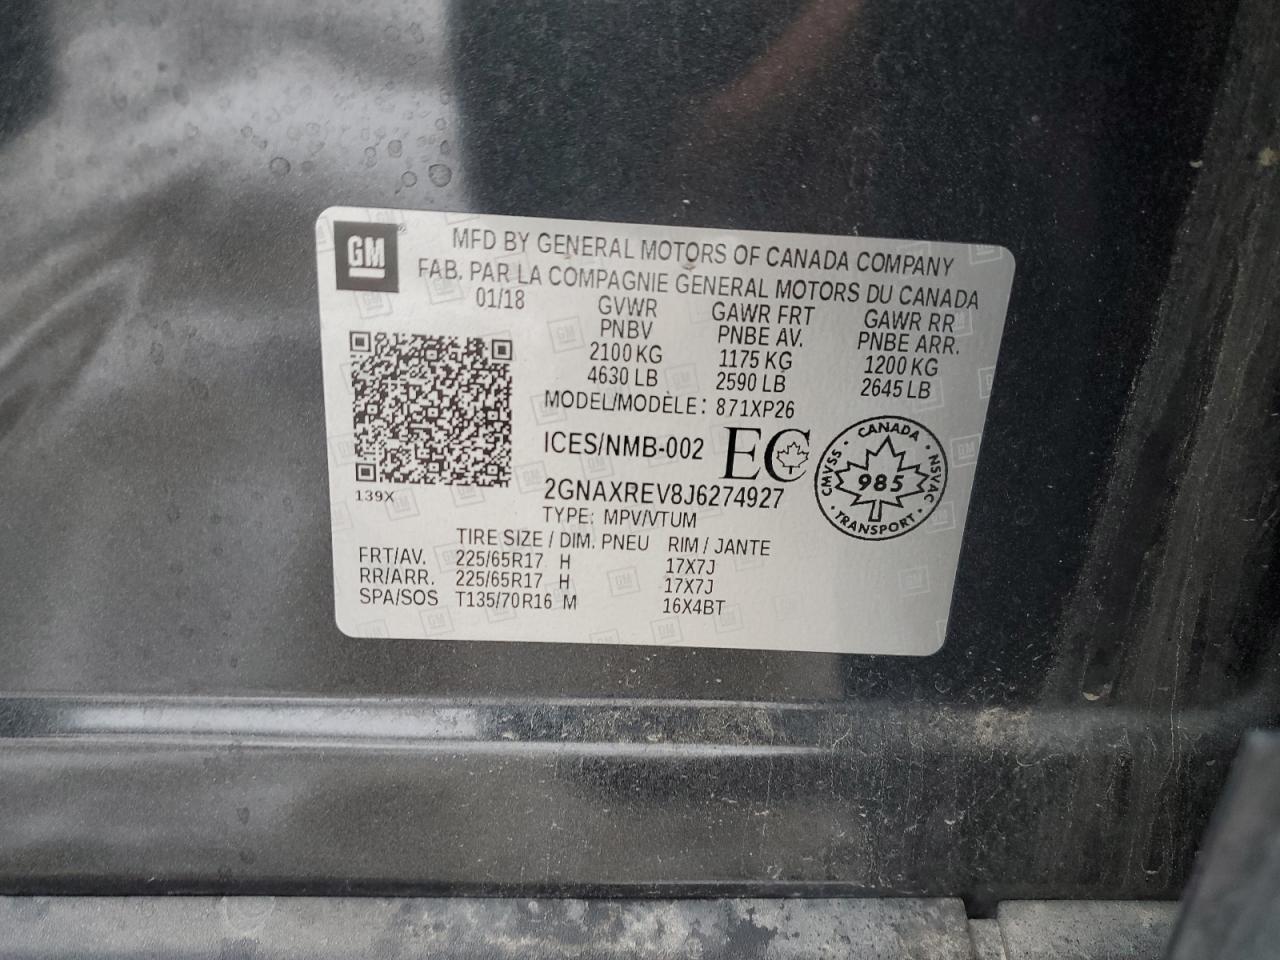 GM
MFD BY GENERAL MOTORS OF CANADA COMPANY
FAB. PAR LA COMPAGNIE GENERAL MOTORS DU CANADA
01/18 GVWR GAWR FRT GAWR RR
PNBV PNBE AV. PNBE ARR.
2100 KG 1175 KG 1200 KG
4630 LB 2590 LB 2645 LB
MODEL/MODÈLE: 871XP26
ICES/NMB-002 EC
CANADA
CMVSS 985 NSVAC
TRANSPORT
139X
2GNAXREV8J6274927
TYPE: MPV/VTUM
TIRE SIZE / DIM. PNEU RIM / JANTE
FRT/AV. 225/65R17 H 17X7J
RR/ARR. 225/65R17 H 17X7J
SPA/SOS T135/70R16 M 16X4BT